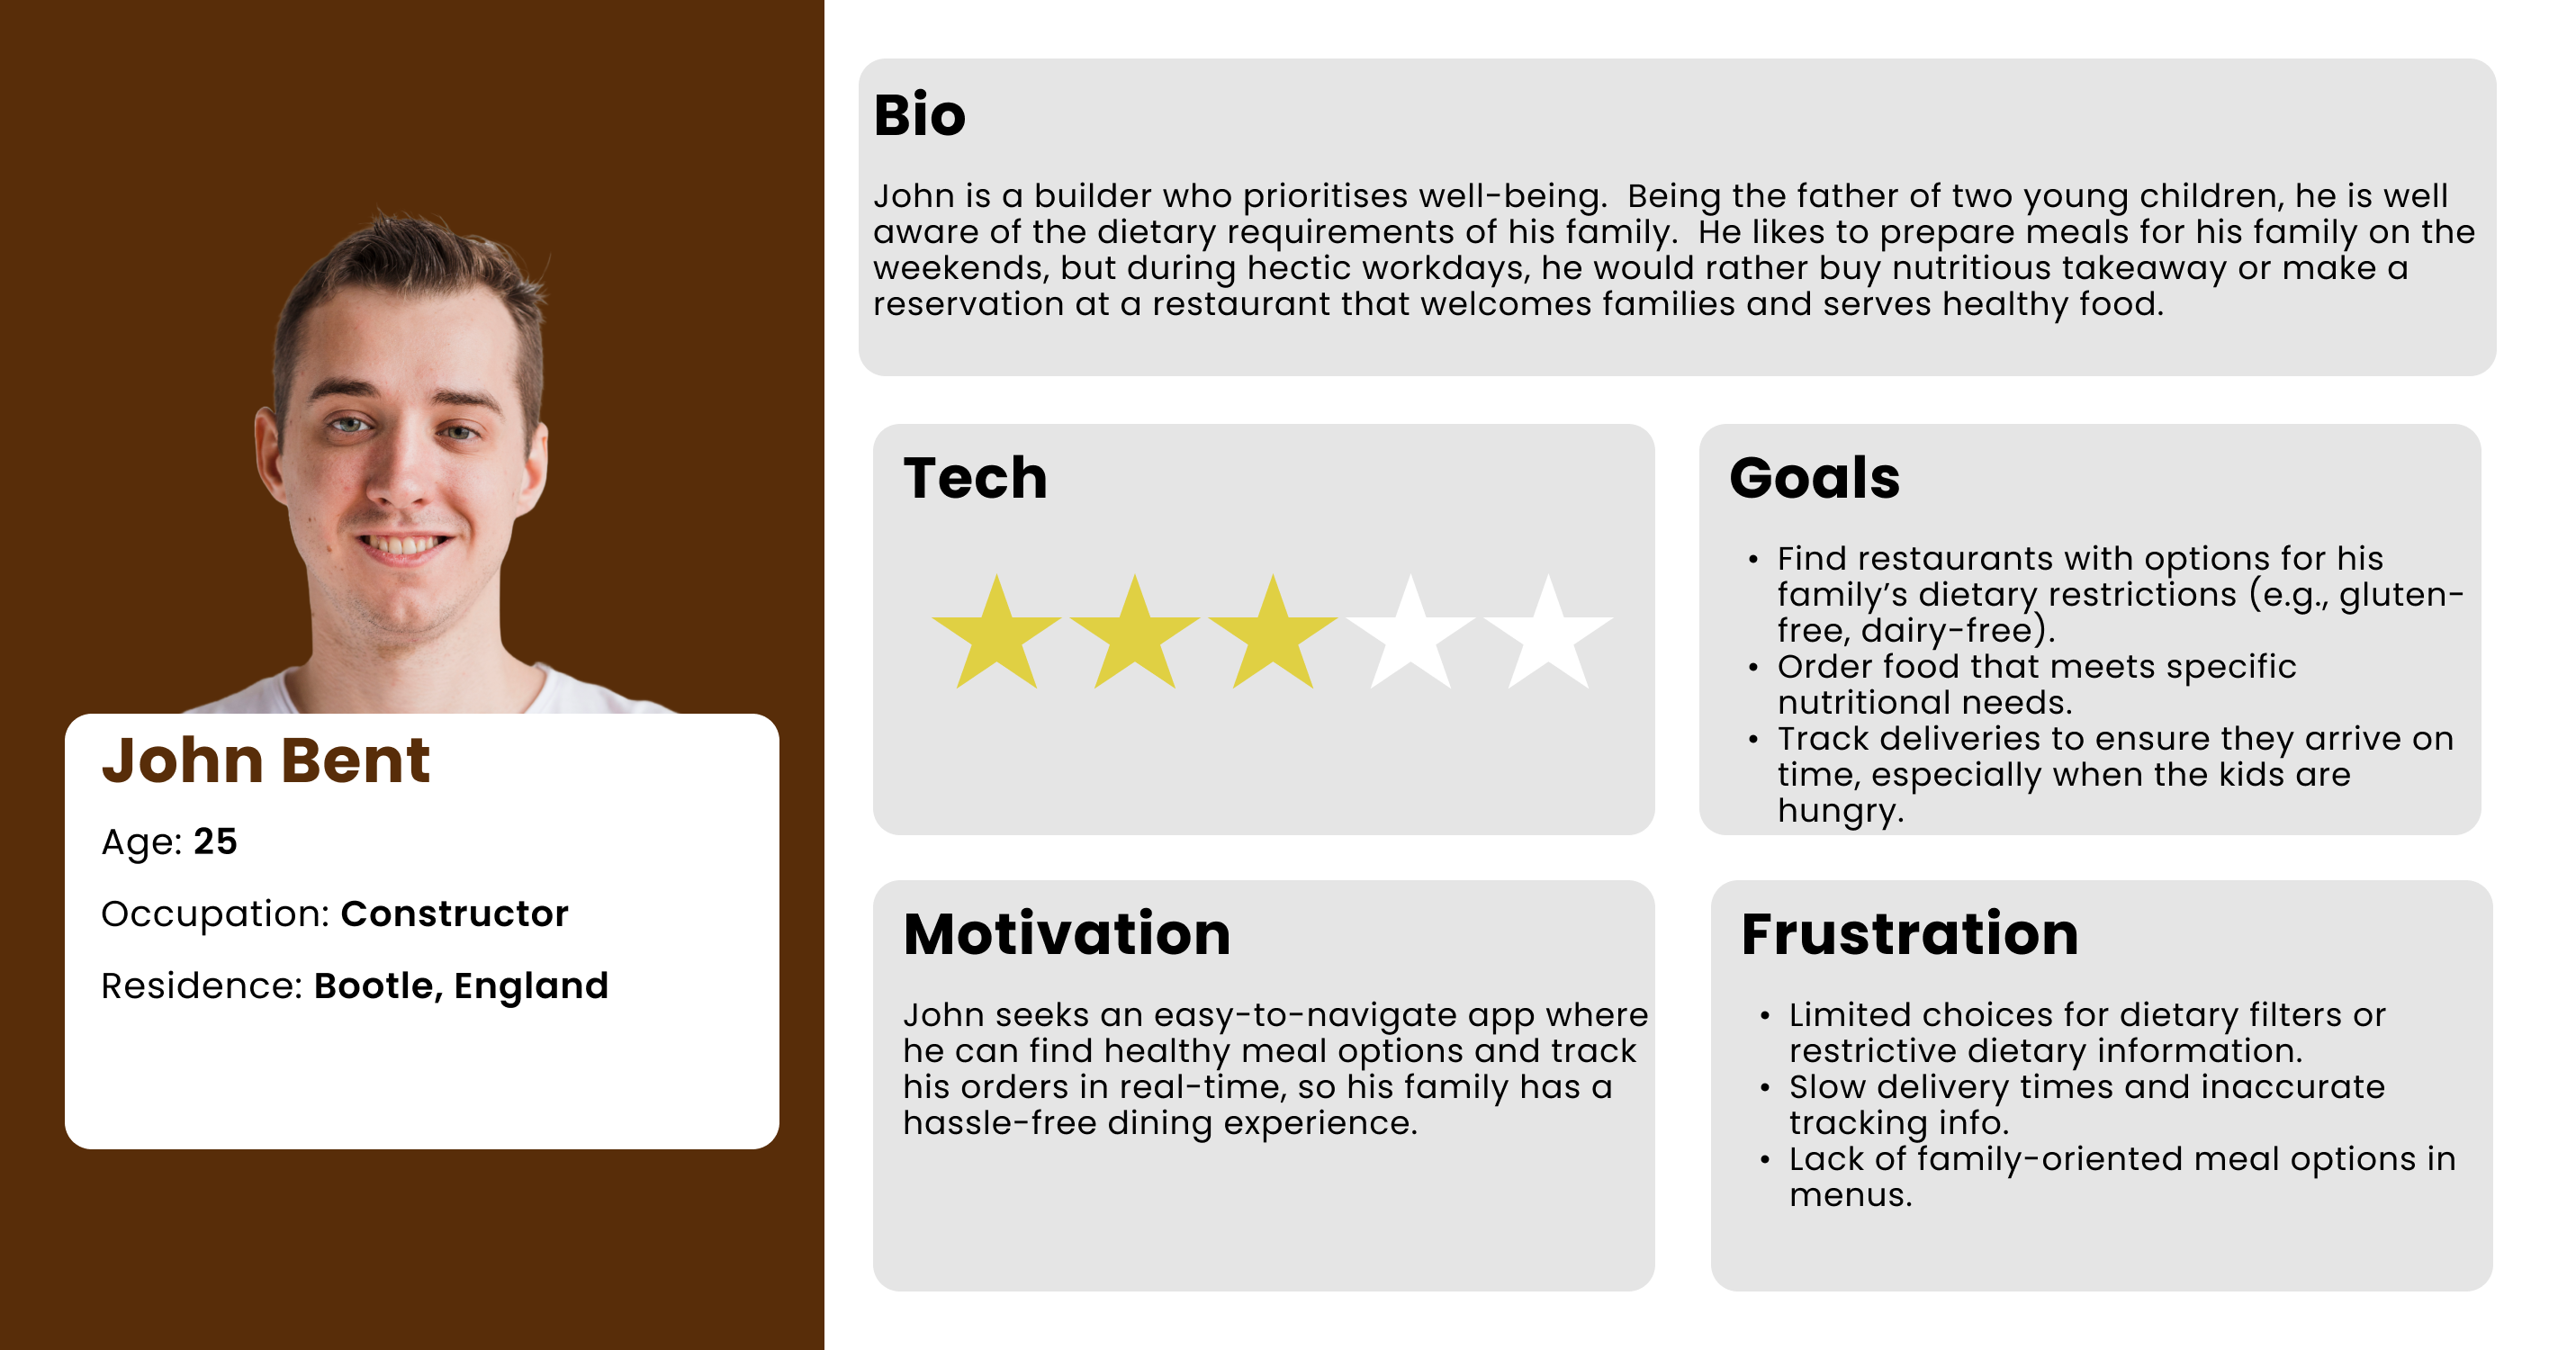 John Bent
Age: 25
Occupation: Constructor
Residence: Bootle, England
Bio
John is a builder who prioritises well-being.  Being the father of two young children, he is well
aware of the dietary requirements of his family.  He likes to prepare meals for his family on the
weekends, but during hectic workdays, he would rather buy nutritious takeaway or make a
reservation at a restaurant that welcomes families and serves healthy food.
Tech
Goals
• Find restaurants with options for his
family’s dietary restrictions (e.g., gluten-
free, dairy-free).
• Order food that meets specific
nutritional needs.
• Track deliveries to ensure they arrive on
time, especially when the kids are
hungry.
Motivation
John seeks an easy-to-navigate app where
he can find healthy meal options and track
his orders in real-time, so his family has a
hassle-free dining experience.
Frustration
• Limited choices for dietary filters or
restrictive dietary information.
• Slow delivery times and inaccurate
tracking info.
• Lack of family-oriented meal options in
menus.